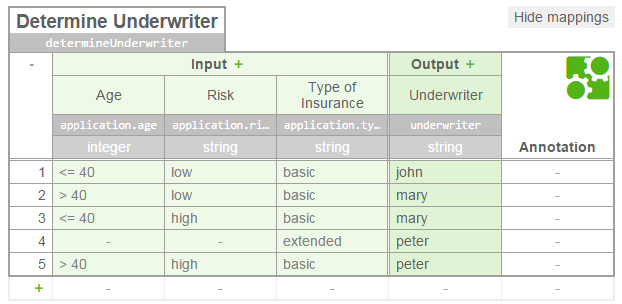 Determine Underwriter
Hide mappings
determineUnderwriter
- Input + Output +
Age Risk Type of Insurance Underwriter
application.age application.ri… application.ty… underwriter
integer string string string Annotation
1 <= 40 low basic john -
2 > 40 low basic mary -
3 <= 40 high basic mary -
4 - - extended peter -
5 > 40 high basic peter -
+ - - - - -